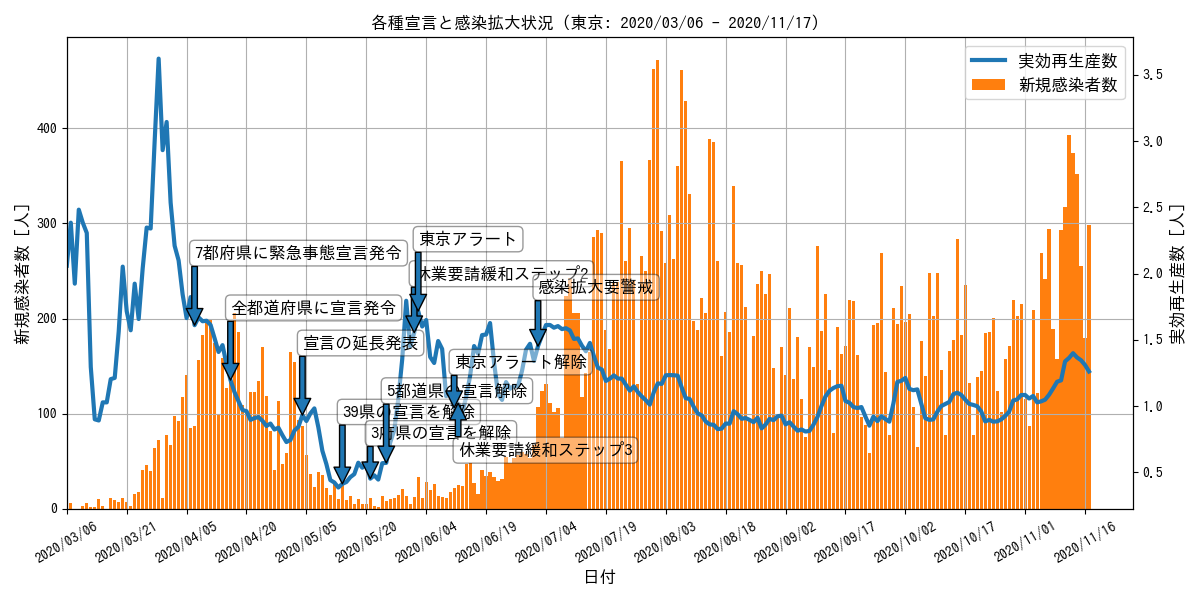 各種宣言と感染拡大状況 (東京: 2020/03/06 - 2020/11/17)
実効再生産数
新規感染者数
新規感染者数 [人]
400
300
200
100
0
3.5
3.0
2.5
2.0
1.5
1.0
0.5
実効再生産数 [人]
東京アラート
7都府県に緊急事態宣言発令
休業要請緩和ステップ2
感染拡大要警戒
全都道府県に宣言発令
宣言の延長発表
東京アラート解除
5都道県の宣言解除
39県の宣言を解除
3府県の宣言を解除
休業要請緩和ステップ3
2020/03/06
2020/03/21
2020/04/05
2020/04/20
2020/05/05
2020/05/20
2020/06/04
2020/06/19
2020/07/04
2020/07/19
2020/08/03
2020/08/18
2020/09/02
2020/09/17
2020/10/02
2020/10/17
2020/11/01
2020/11/16
日付